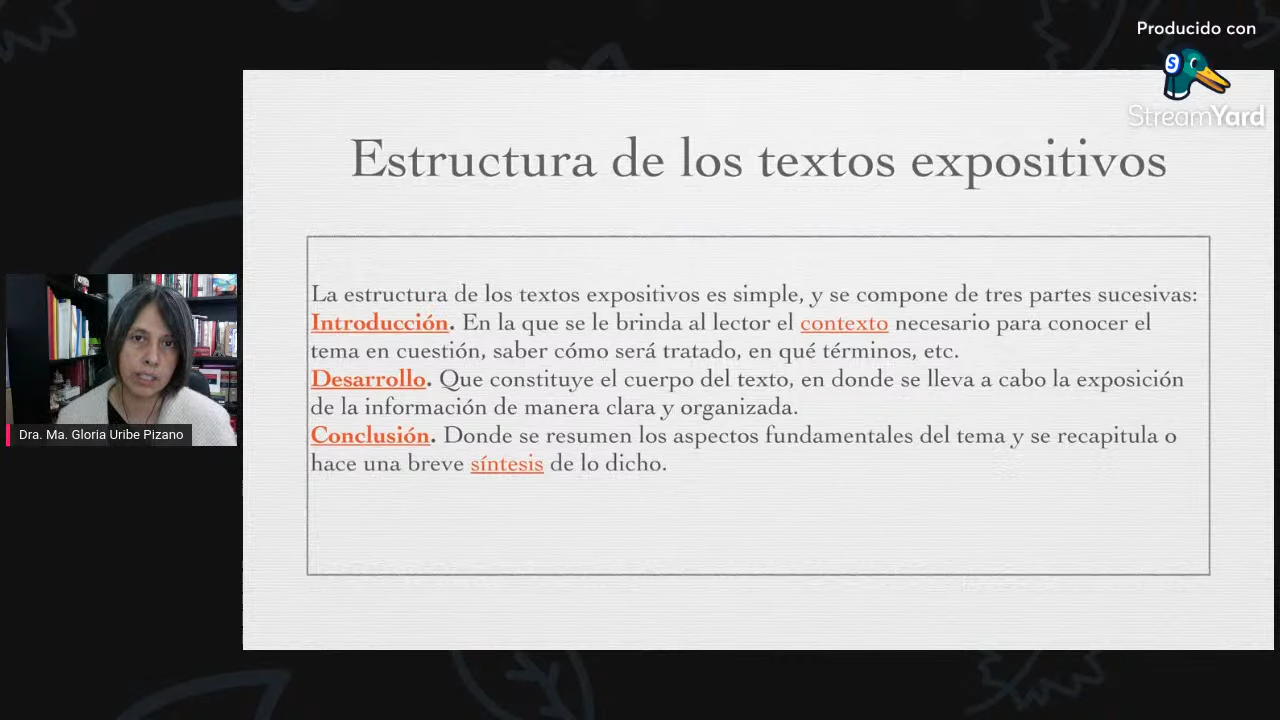 Producido con
StreamYard
Estructura de los textos expositivos
La estructura de los textos expositivos es simple, y se compone de tres partes sucesivas:
Introducción. En la que se le brinda al lector el contexto necesario para conocer el
tema en cuestión, saber cómo será tratado, en qué términos, etc.
Desarrollo. Que constituye el cuerpo del texto, en donde se lleva a cabo la exposición
de la información de manera clara y organizada.
Conclusión. Donde se resumen los aspectos fundamentales del tema y se recapitula o
hace una breve síntesis de lo dicho.
Dra. Ma. Gloria Uribe Pizano